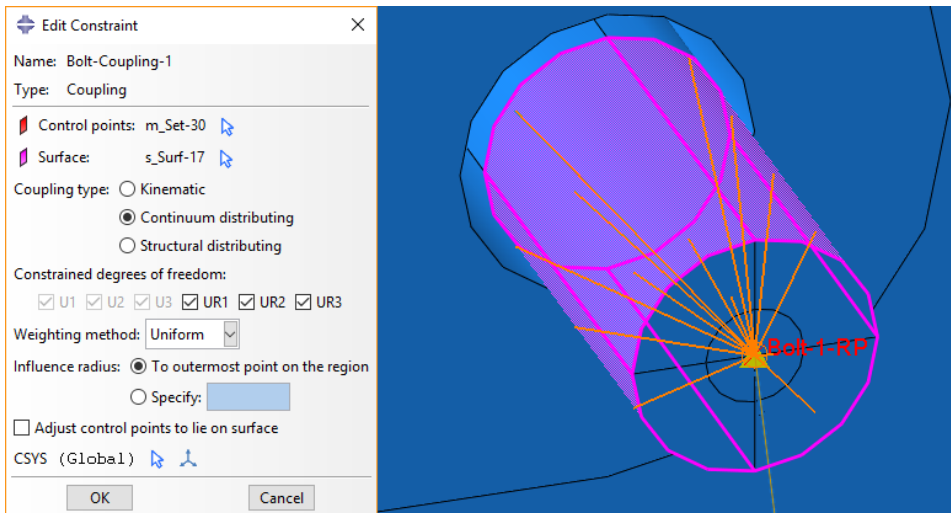 Edit Constraint
Name: Bolt-Coupling-1
Type: Coupling
Control points: m_Set-30
Surface: s_Surf-17
Coupling type: Kinematic
Continuum distributing
Structural distributing
Constrained degrees of freedom:
U1 U2 U3 UR1 UR2 UR3
Weighting method: Uniform
Influence radius: To outermost point on the region
Specify:
Adjust control points to lie on surface
CSYS (Global)
OK Cancel
Bolt-1-RP